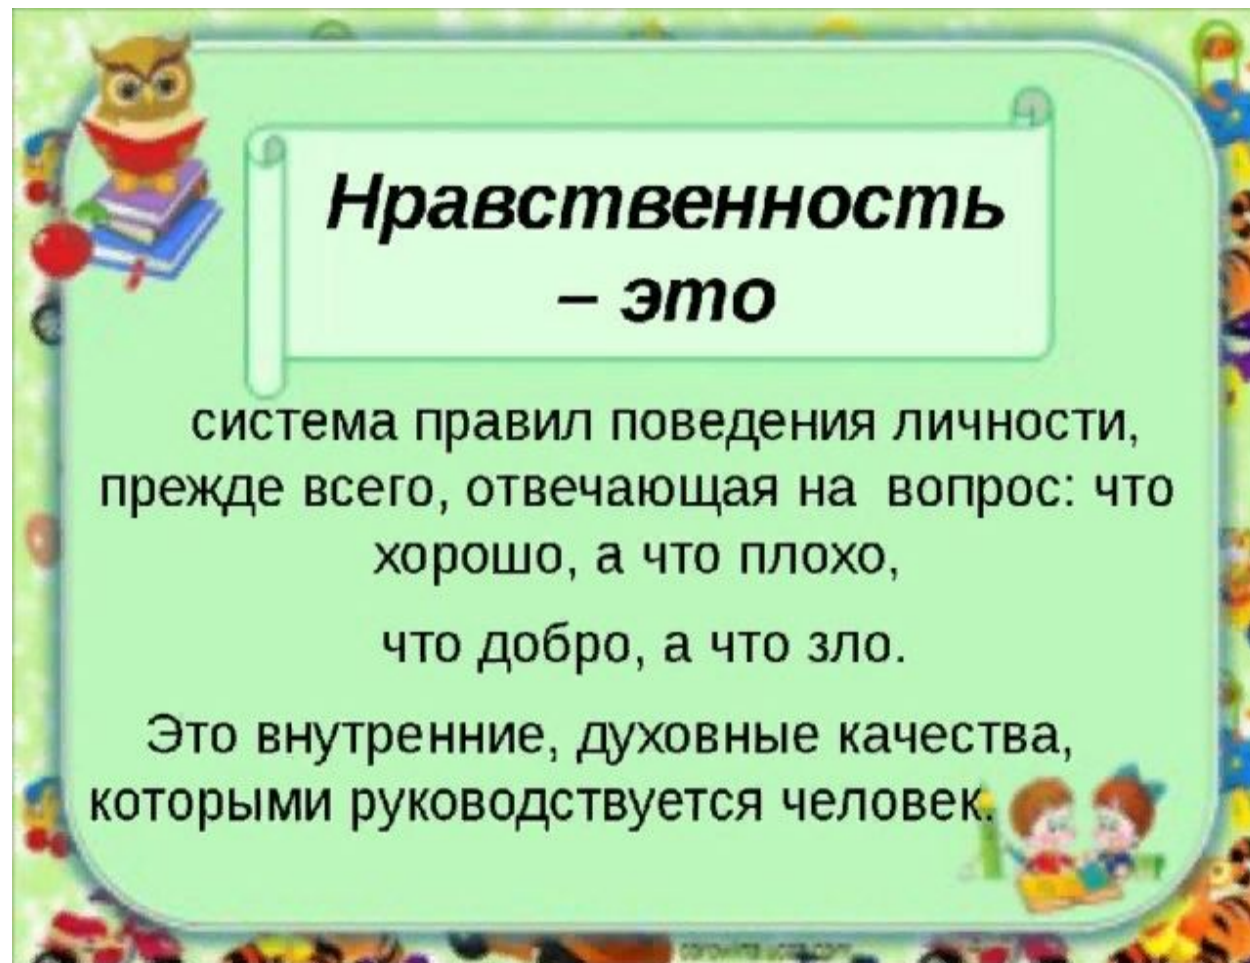 Нравственность
– это
система правил поведения личности,
прежде всего, отвечающая на вопрос: что
хорошо, а что плохо,
что добро, а что зло.
Это внутренние, духовные качества,
которыми руководствуется человек.